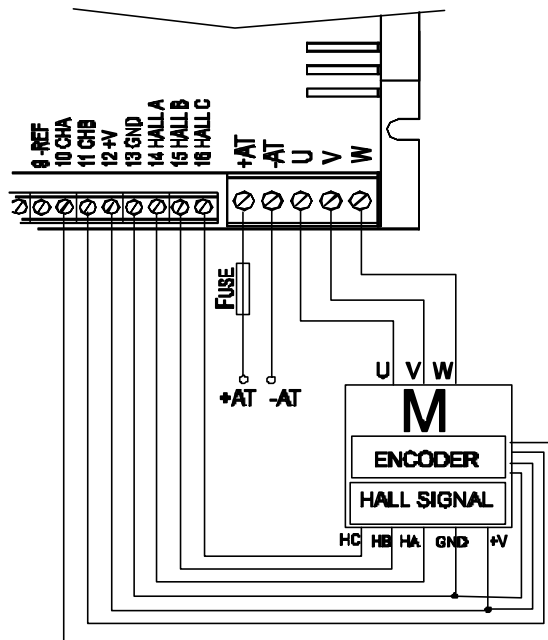 9 -REF
10 CHA
11 CHB
12 +V
13 GND
14 HALL A
15 HALL B
16 HALL C
+AT
-AT
U
V
W
FUSE
+AT -AT
U V W
M
ENCODER
HALL SIGNAL
HC HB HA GND +V